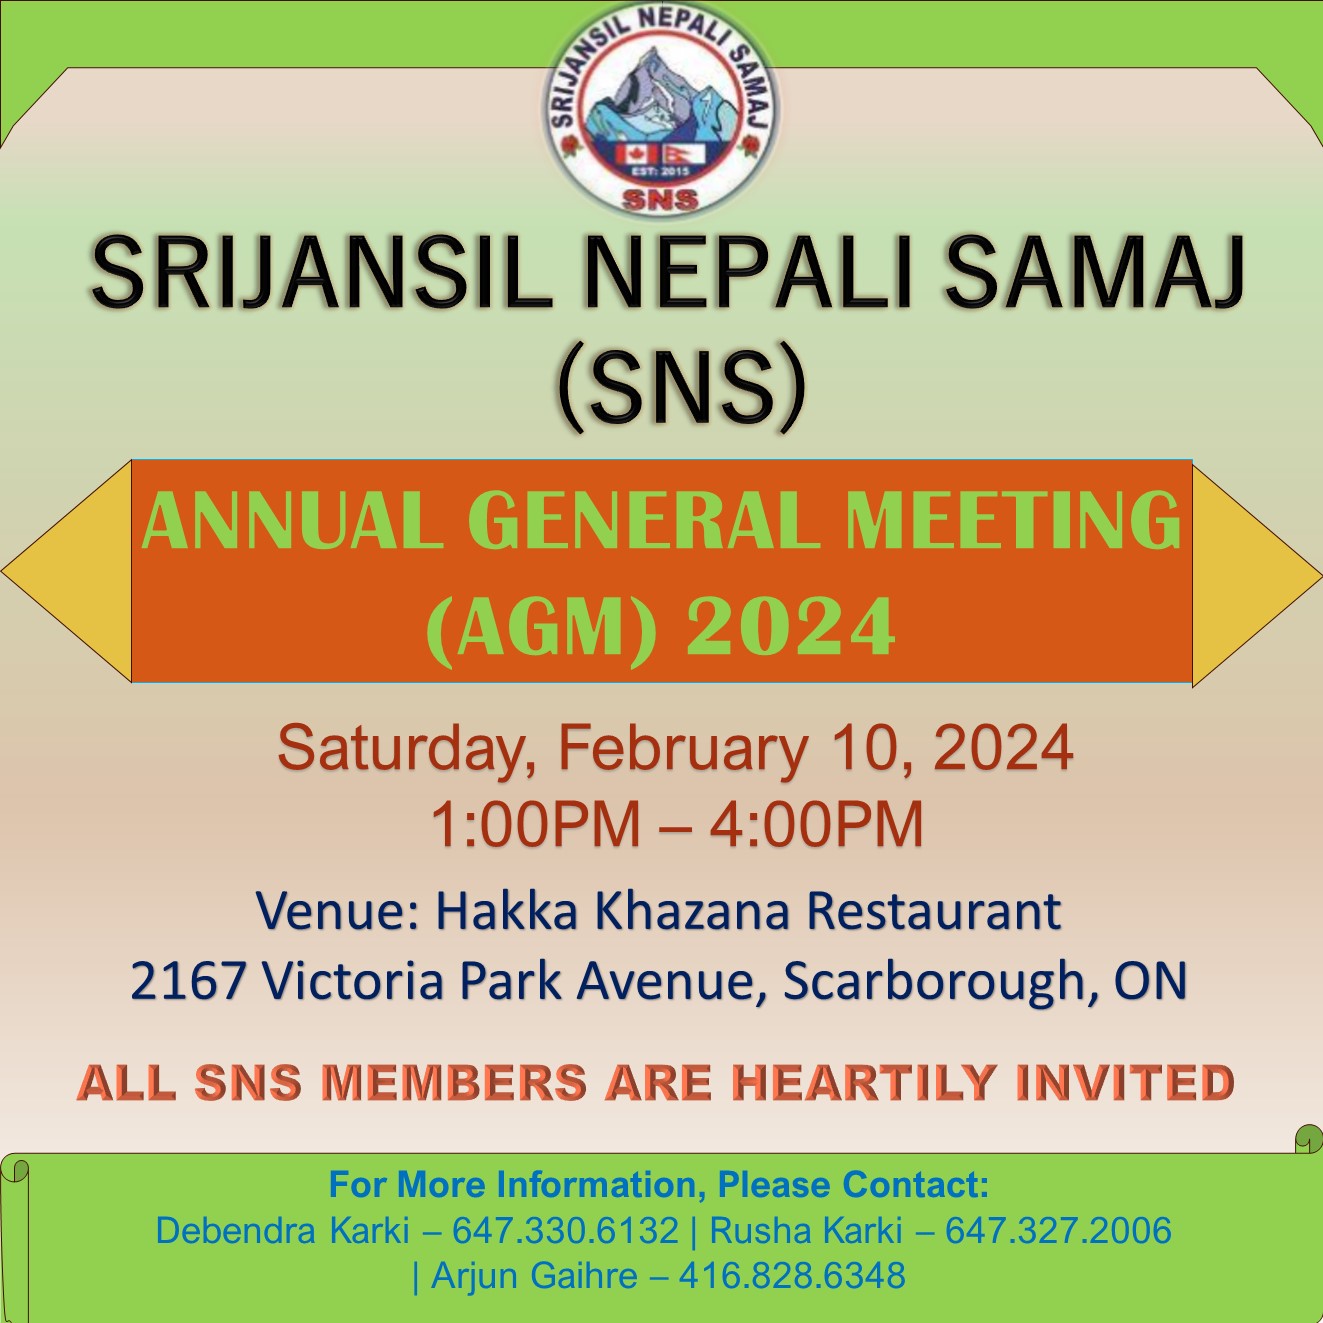 SRIJANSIL NEPALI SAMAJ
EST: 2015
SNS
SRIJANSIL NEPALI SAMAJ
(SNS)
ANNUAL GENERAL MEETING
(AGM) 2024
Saturday, February 10, 2024
1:00PM – 4:00PM
Venue: Hakka Khazana Restaurant
2167 Victoria Park Avenue, Scarborough, ON
ALL SNS MEMBERS ARE HEARTILY INVITED
For More Information, Please Contact:
Debendra Karki – 647.330.6132 | Rusha Karki – 647.327.2006
| Arjun Gaihre – 416.828.6348